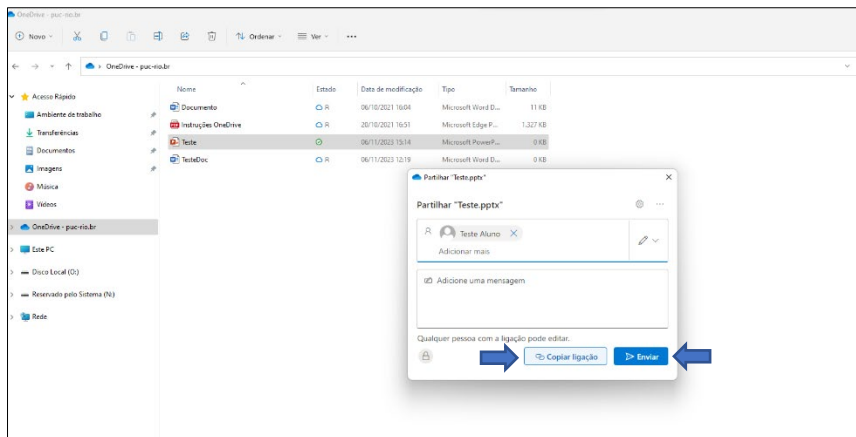 OneDrive - puc-rio.br
Novo
Ordenar
Ver
OneDrive - puc-rio.br
Nome Estado Data de modificação Tipo Tamanho
Acesso Rápido
Ambiente de trabalho
Transferências
Documentos
Imagens
Música
Vídeos
OneDrive - puc-rio.br
Este PC
Disco Local (D:)
Reservado pelo Sistema (N:)
Rede
Documento R 06/10/2021 16:04 Microsoft Word D... 11 KB
Instruções OneDrive R 20/10/2021 16:51 Microsoft Edge P... 1.327 KB
Teste 06/11/2023 15:14 Microsoft PowerP... 0 KB
TesteDoc R 06/11/2023 12:19 Microsoft Word D... 0 KB
Partilhar "Teste.pptx"
Partilhar "Teste.pptx"
Teste Aluno
Adicionar mais
Adicione uma mensagem
Qualquer pessoa com a ligação pode editar.
Copiar ligação
Enviar